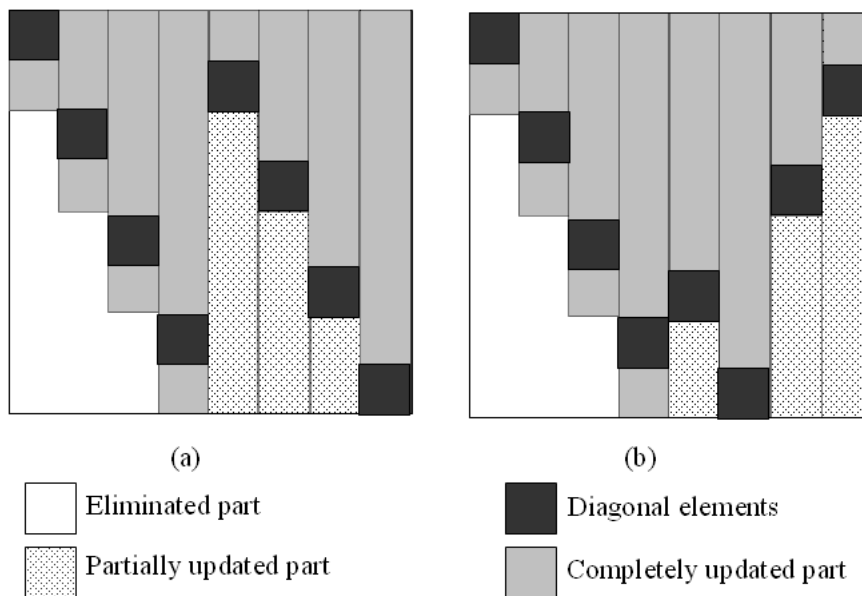 (a)
(b)
Eliminated part
Diagonal elements
Partially updated part
Completely updated part